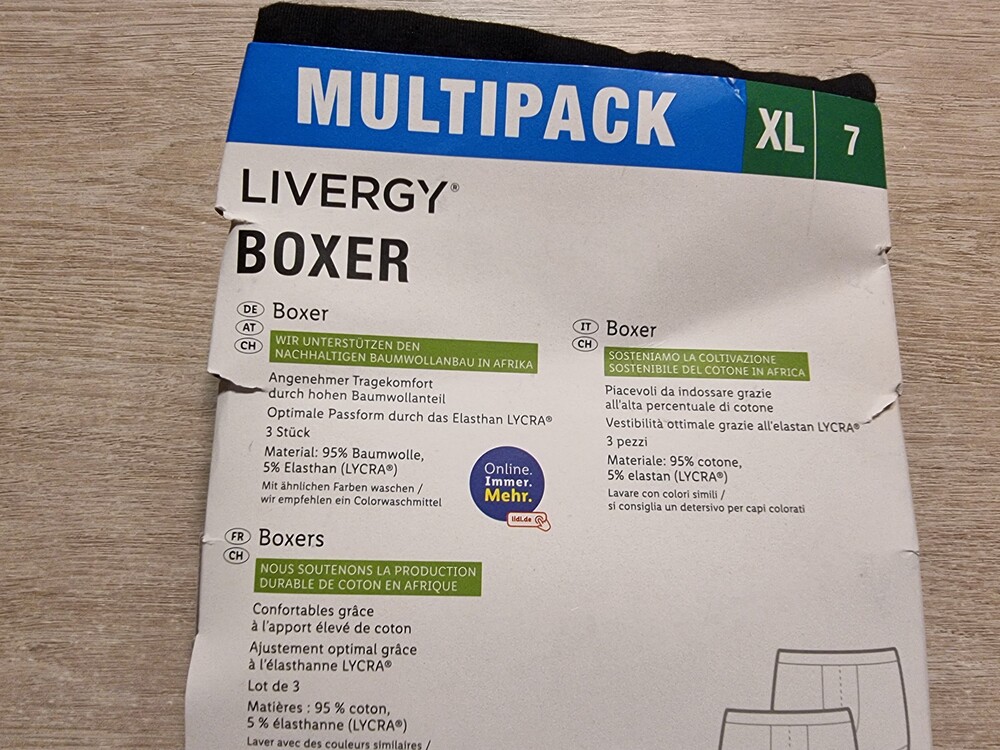 MULTIPACK
XL 7
LIVERGY®
BOXER
DE
AT
CH
Boxer
WIR UNTERSTÜTZEN DEN
NACHHALTIGEN BAUMWOLLANBAU IN AFRIKA
Angenehmer Tragekomfort
durch hohen Baumwollanteil
Optimale Passform durch das Elasthan LYCRA®
3 Stück
Material: 95% Baumwolle,
5% Elasthan (LYCRA®)
Mit ähnlichen Farben waschen /
wir empfehlen ein Colorwaschmittel
Online.
Immer.
Mehr.
lidl.de
IT
CH
Boxer
SOSTENIAMO LA COLTIVAZIONE
SOSTENIBILE DEL COTONE IN AFRICA
Piacevoli da indossare grazie
all'alta percentuale di cotone
Vestibilità ottimale grazie all'elastan LYCRA®
3 pezzi
Materiale: 95% cotone,
5% elastan (LYCRA®)
Lavare con colori simili /
si consiglia un detersivo per capi colorati
FR
CH
Boxers
NOUS SOUTENONS LA PRODUCTION
DURABLE DE COTON EN AFRIQUE
Confortables grâce
à l'apport élevé de coton
Ajustement optimal grâce
à l'élasthanne LYCRA®
Lot de 3
Matières : 95 % coton,
5 % élasthanne (LYCRA®)
Laver avec des couleurs similaires /